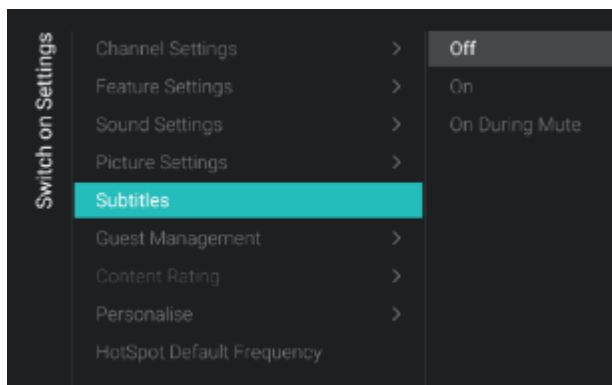 Switch on Settings
Channel Settings >
Feature Settings >
Sound Settings >
Picture Settings >
Subtitles
Guest Management >
Content Rating >
Personalise >
HotSpot Default Frequency
Off
On
On During Mute